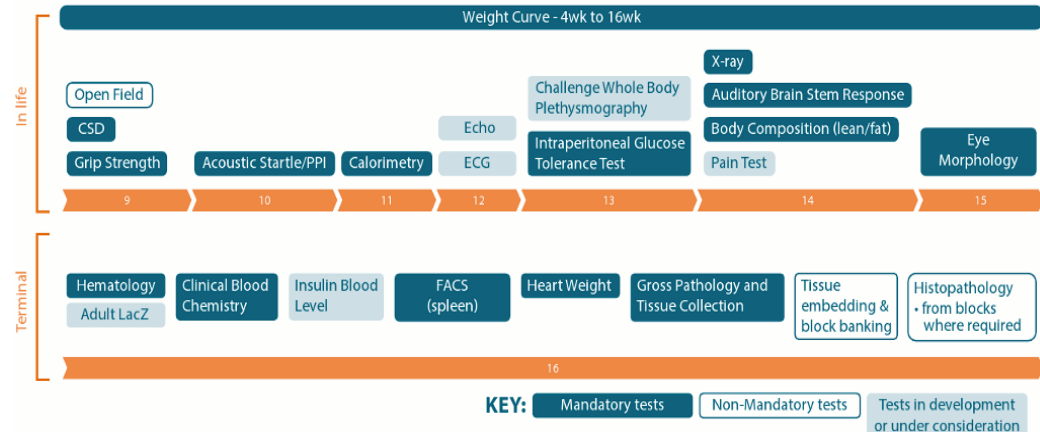 Weight Curve - 4wk to 16wk
In life
Open Field
CSD
Grip Strength
Acoustic Startle/PPI
Calorimetry
Echo
ECG
Challenge Whole Body
Plethysmography
Intraperitoneal Glucose
Tolerance Test
X-ray
Auditory Brain Stem Response
Body Composition (lean/fat)
Pain Test
Eye
Morphology
9
10
11
12
13
14
15
Terminal
Hematology
Adult LacZ
Clinical Blood
Chemistry
Insulin Blood
Level
FACS
(spleen)
Heart Weight
Gross Pathology and
Tissue Collection
Tissue
embedding &
block banking
Histopathology
• from blocks
where required
16
KEY:
Mandatory tests
Non-Mandatory tests
Tests in development
or under consideration